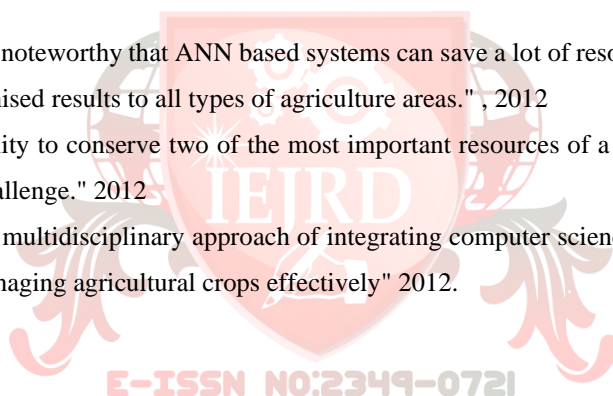 noteworthy that ANN based systems can save a lot of reso
ised results to all types of agriculture areas." , 2012
lity to conserve two of the most important resources of a
allenge." 2012
multidisciplinary approach of integrating computer scienc
naging agricultural crops effectively" 2012.
IEJRD
E-ISSN NO:2349-0721